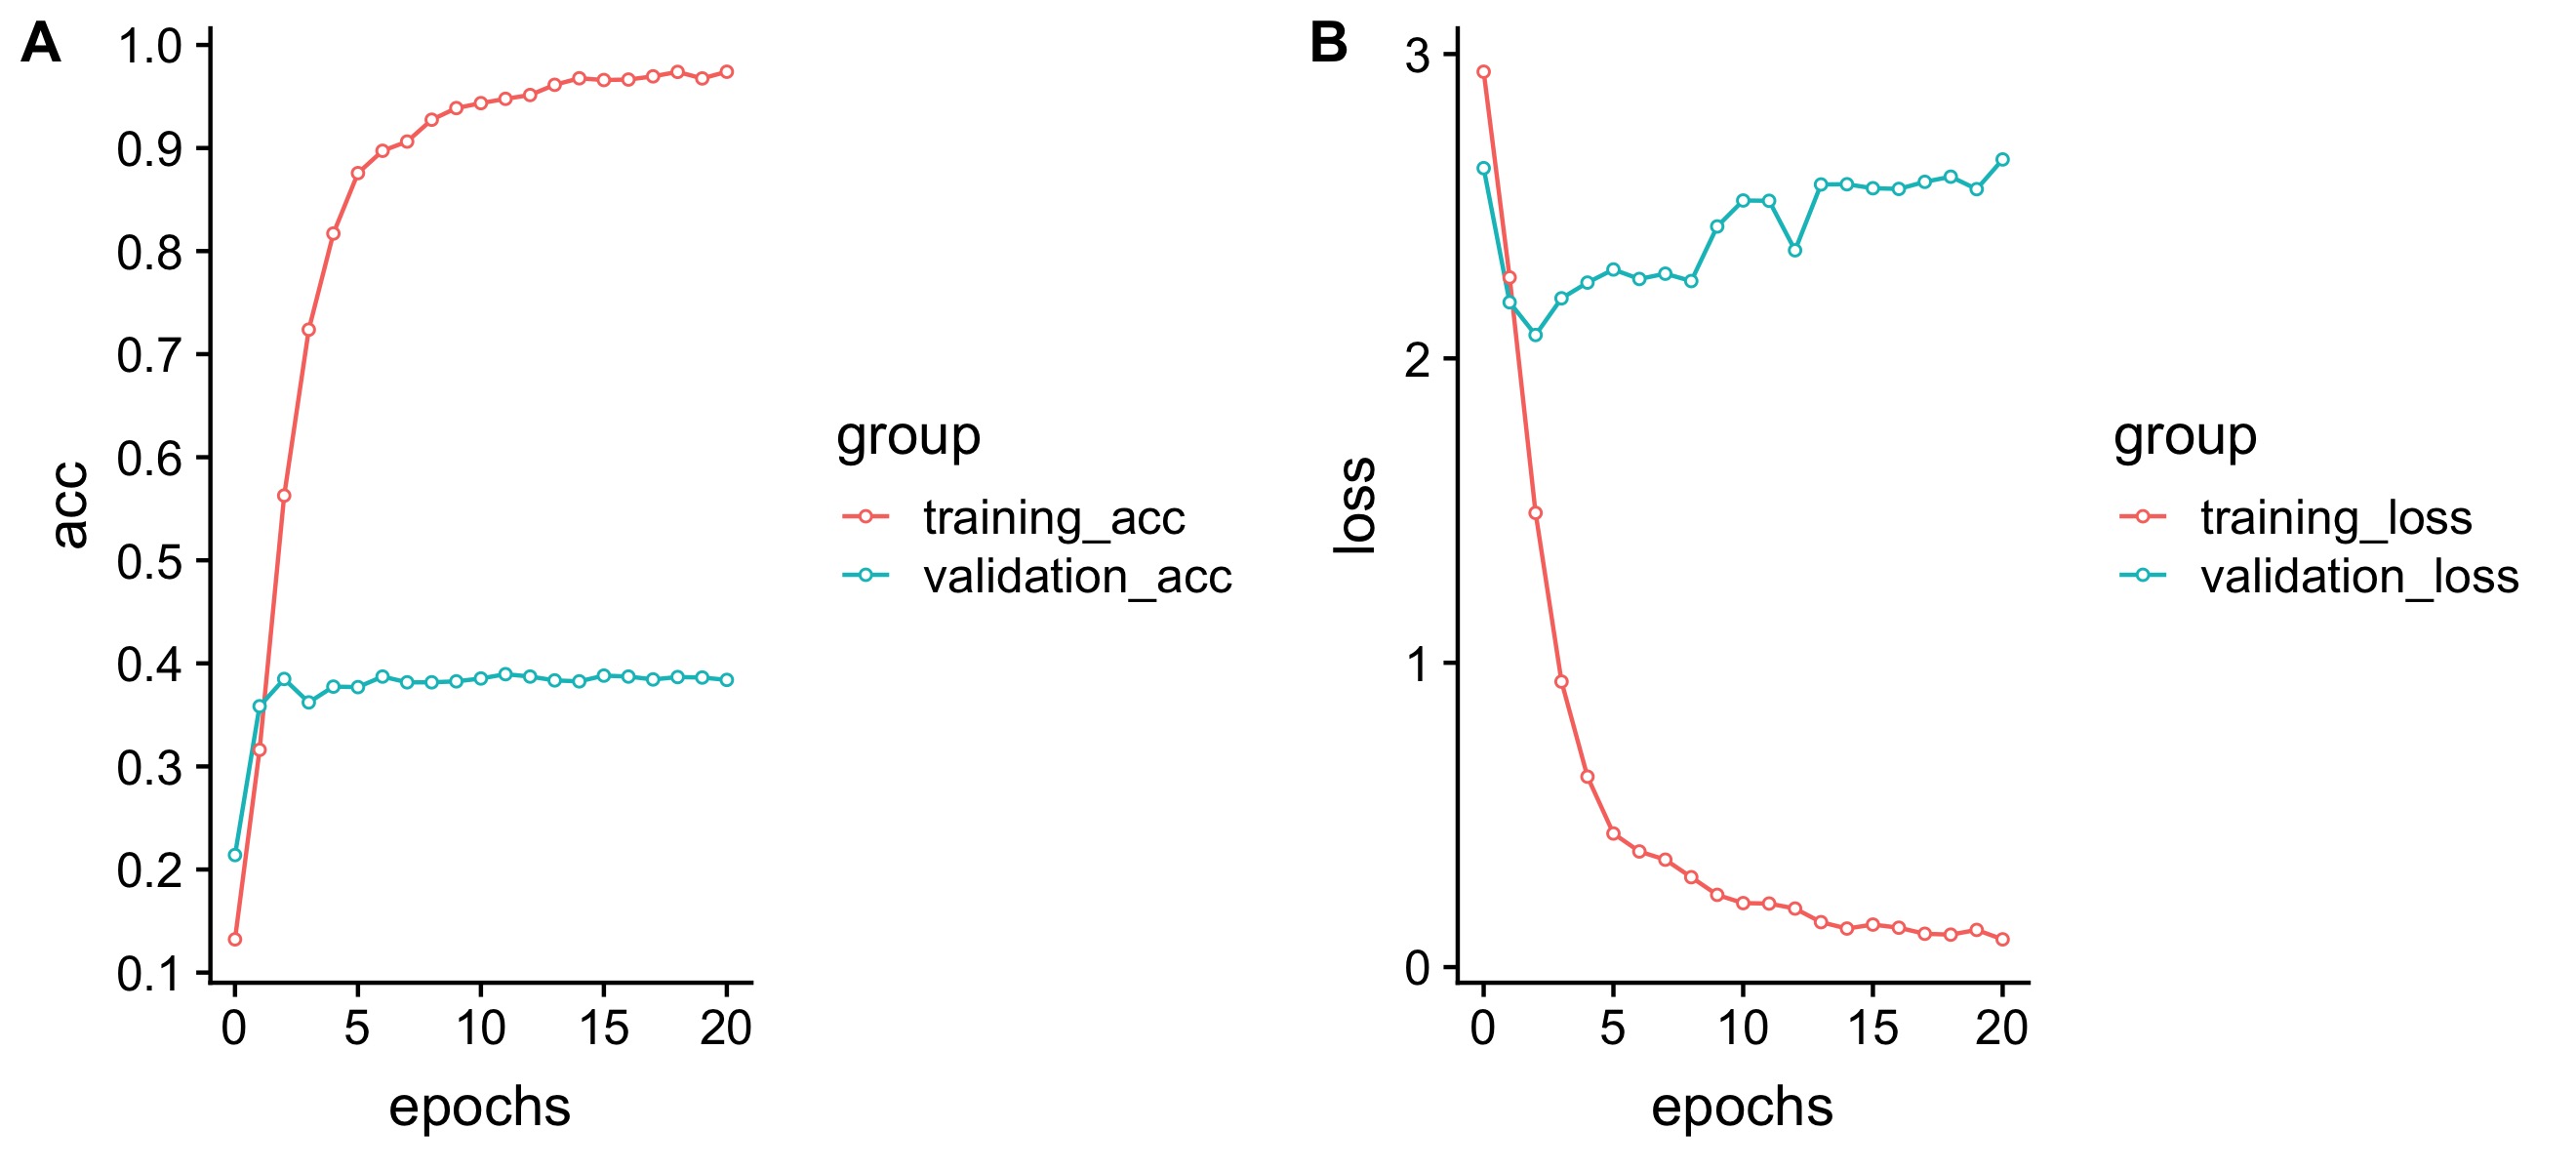 A
1.0
0.9
0.8
0.7
0.6
0.5
0.4
0.3
0.2
0.1
acc
0 5 10 15 20
epochs
group
training_acc
validation_acc
B
3
2
1
0
loss
0 5 10 15 20
epochs
group
training_loss
validation_loss